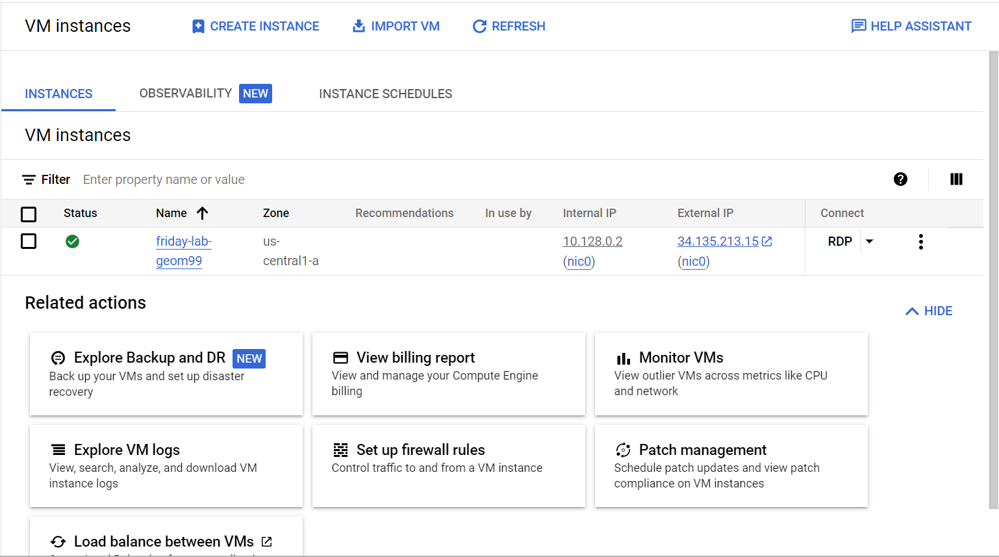 VM instances CREATE INSTANCE IMPORT VM REFRESH HELP ASSISTANT
INSTANCES OBSERVABILITY NEW INSTANCE SCHEDULES
VM instances
Filter Enter property name or value
Status Name Zone Recommendations In use by Internal IP External IP Connect
friday-lab- us- 10.128.0.2 34.135.213.15 RDP
geom99 central1-a (nic0) (nic0)
Related actions
HIDE
Explore Backup and DR NEW
Back up your VMs and set up disaster
recovery
View billing report
View and manage your Compute Engine
billing
Monitor VMs
View outlier VMs across metrics like CPU
and network
Explore VM logs
View, search, analyze, and download VM
instance logs
Set up firewall rules
Control traffic to and from a VM instance
Patch management
Schedule patch updates and view patch
compliance on VM instances
Load balance between VMs